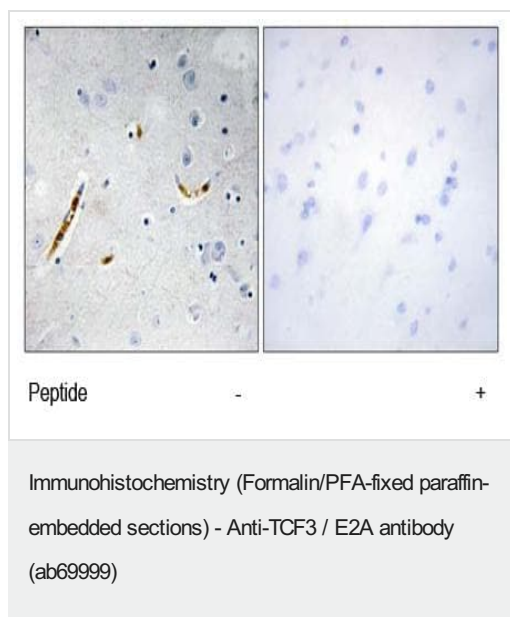 Peptide - +
Immunohistochemistry (Formalin/PFA-fixed paraffin-
embedded sections) - Anti-TCF3 / E2A antibody
(ab69999)